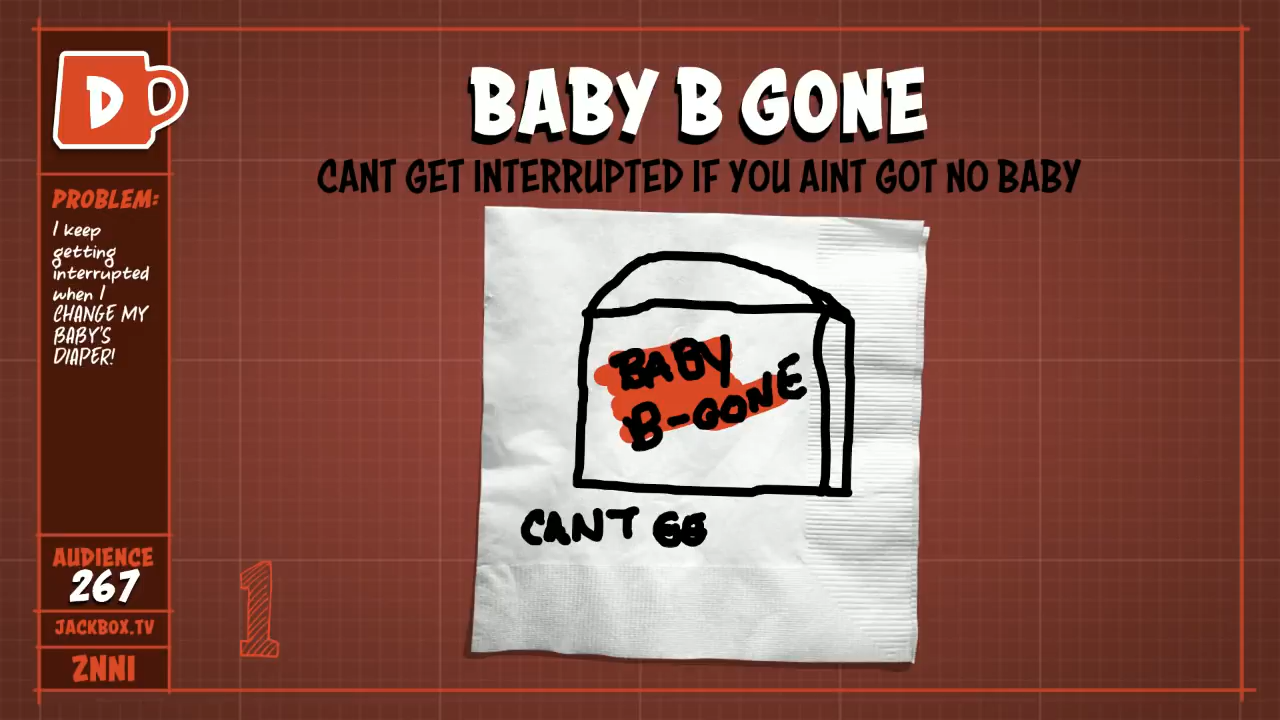 D
BABY B GONE
CANT GET INTERRUPTED IF YOU AINT GOT NO BABY
PROBLEM:
I keep
getting
interrupted
when I
CHANGE MY
BABY'S
DIAPER!
BABY
B-GONE
CANT GG
AUDIENCE
267
JACKBOX.TV
ZNNI
1